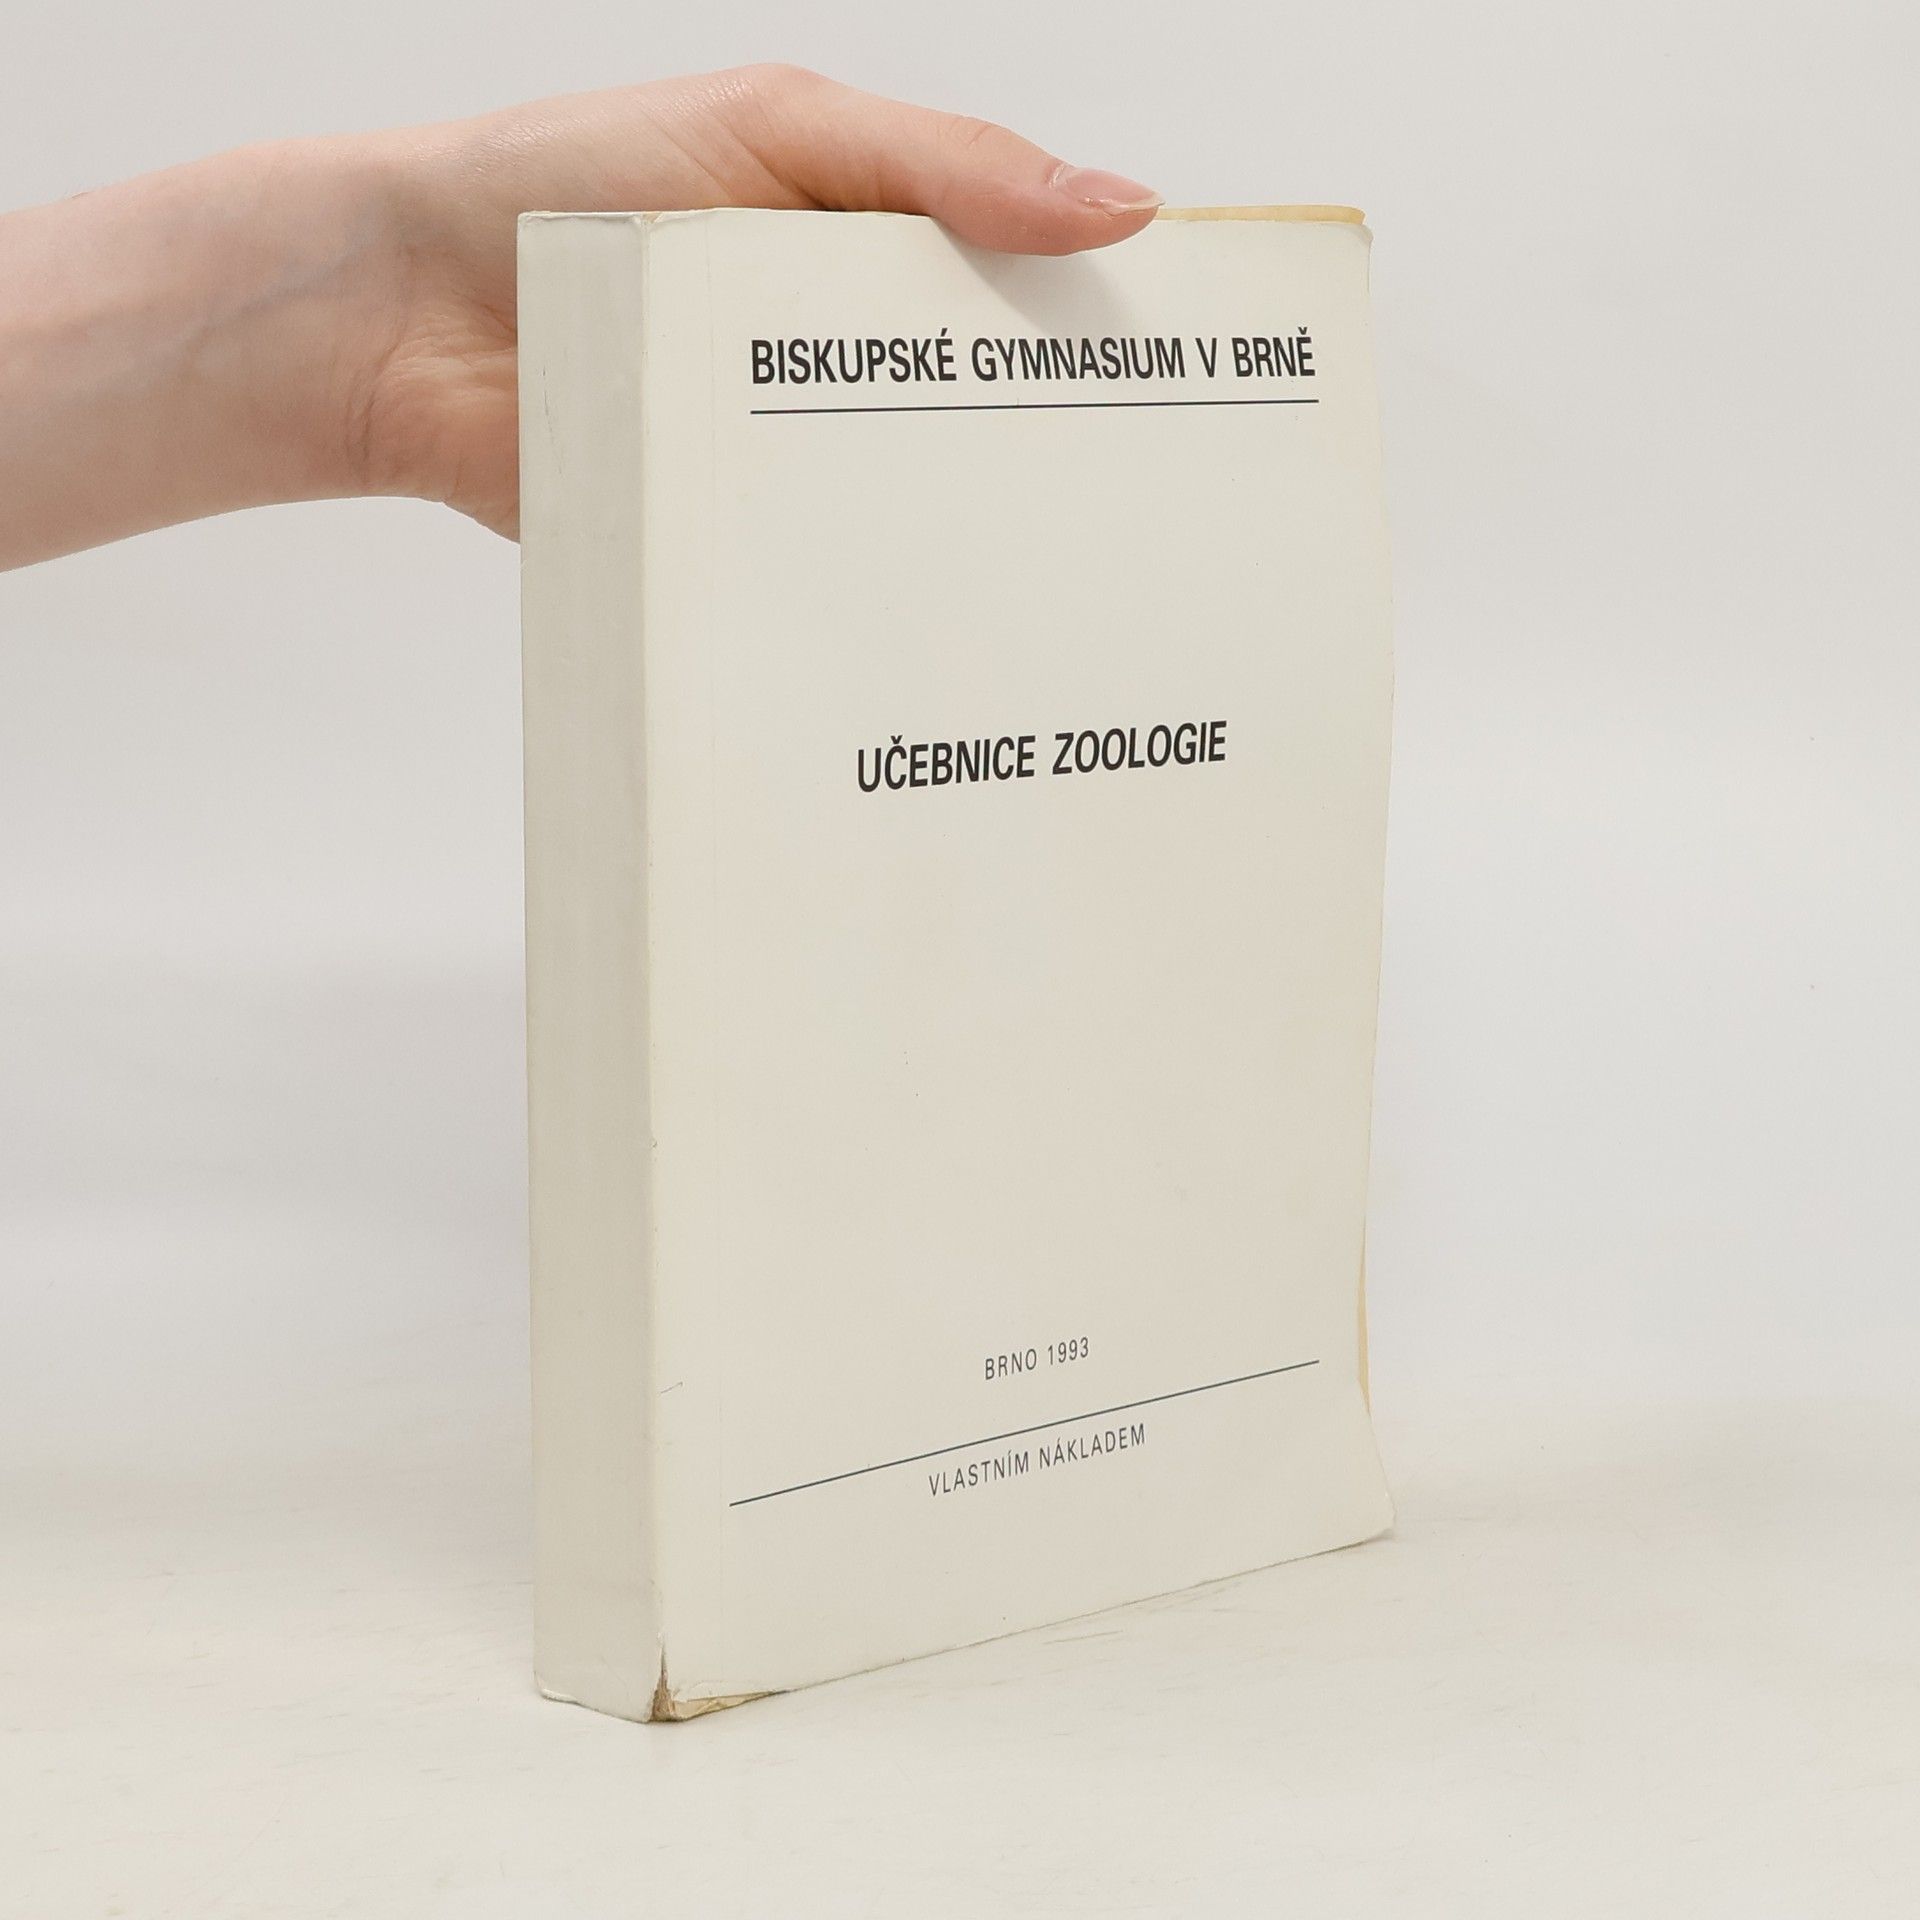 BISKUPSKÉ GYMNASIUM V BRNĚ
UČEBNICE ZOOLOGIE
BRNO 1993
VLASTNÍM NÁKLADEM